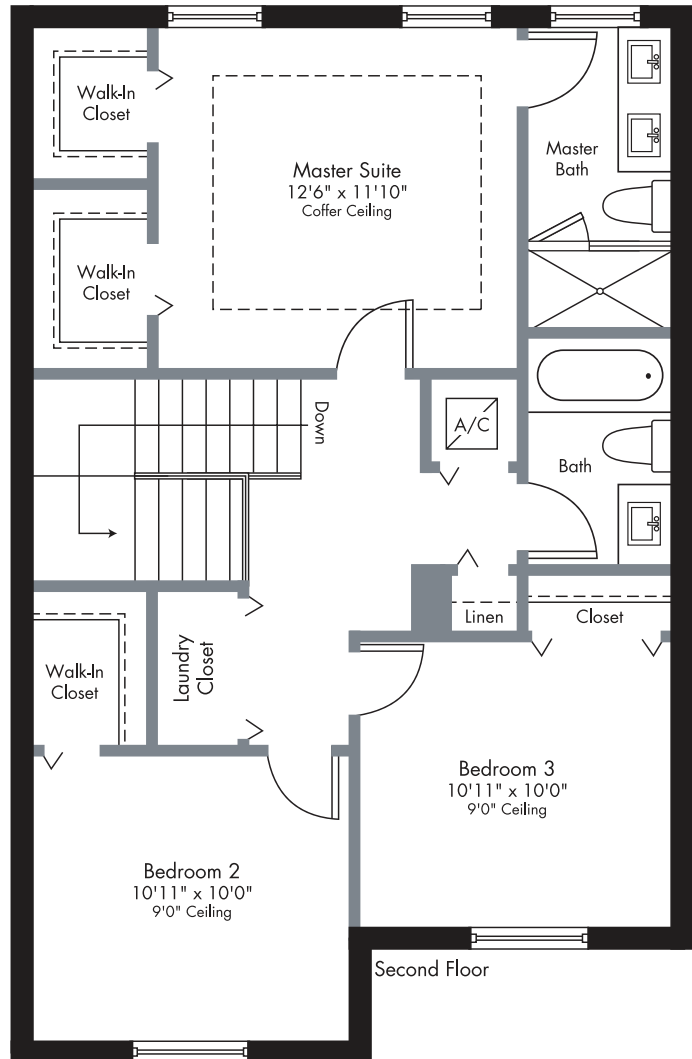 Walk-In
Closet
Master Suite
12'6" x 11'10"
Coffer Ceiling
Master
Bath
Walk-In
Closet
Down
A/C
Bath
Linen
Closet
Laundry
Closet
Walk-In
Closet
Bedroom 3
10'11" x 10'0"
9'0" Ceiling
Bedroom 2
10'11" x 10'0"
9'0" Ceiling
Second Floor